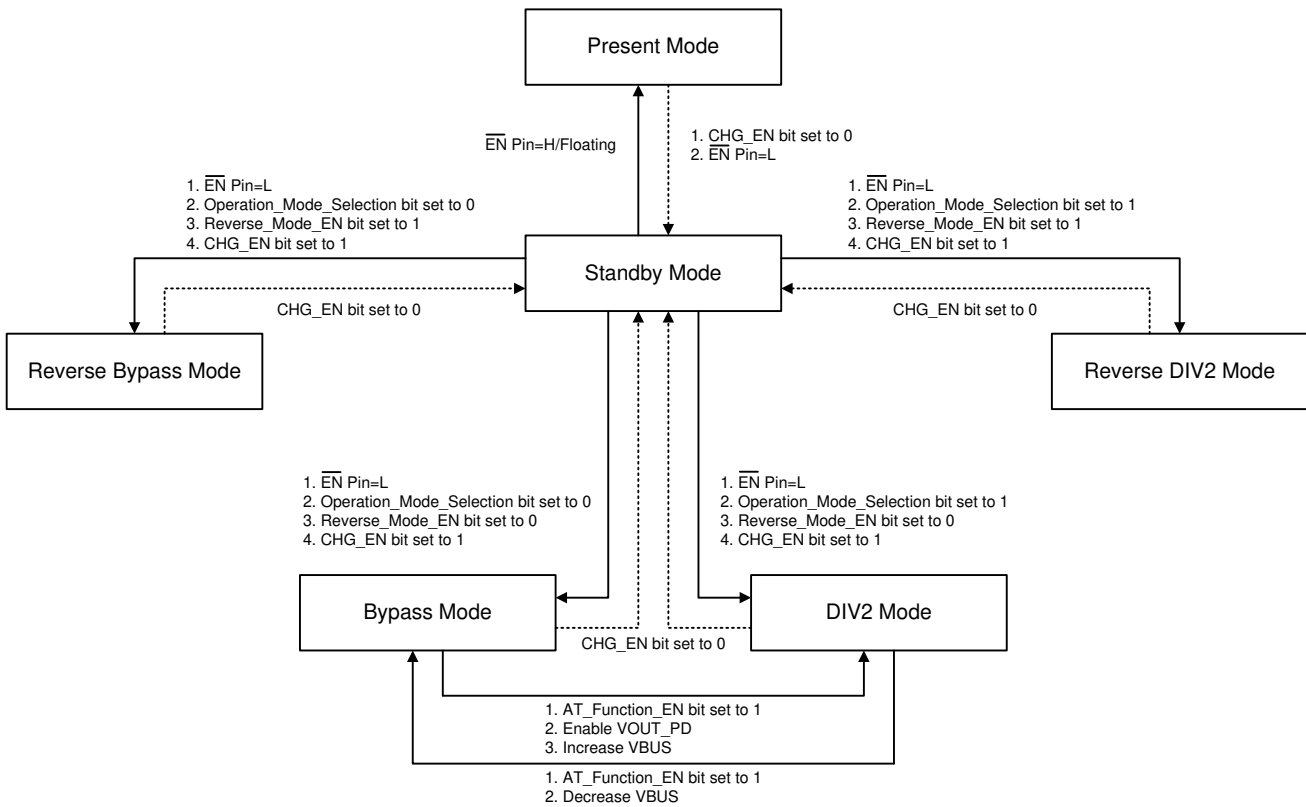 Present Mode
E̅N̅ Pin=H/Floating
1. CHG_EN bit set to 0
2. E̅N̅ Pin=L
1. E̅N̅ Pin=L
2. Operation_Mode_Selection bit set to 0
3. Reverse_Mode_EN bit set to 1
4. CHG_EN bit set to 1
1. E̅N̅ Pin=L
2. Operation_Mode_Selection bit set to 1
3. Reverse_Mode_EN bit set to 1
4. CHG_EN bit set to 1
Standby Mode
CHG_EN bit set to 0
CHG_EN bit set to 0
Reverse Bypass Mode
Reverse DIV2 Mode
1. E̅N̅ Pin=L
2. Operation_Mode_Selection bit set to 0
3. Reverse_Mode_EN bit set to 0
4. CHG_EN bit set to 1
1. E̅N̅ Pin=L
2. Operation_Mode_Selection bit set to 1
3. Reverse_Mode_EN bit set to 0
4. CHG_EN bit set to 1
Bypass Mode
DIV2 Mode
CHG_EN bit set to 0
1. AT_Function_EN bit set to 1
2. Enable VOUT_PD
3. Increase VBUS
1. AT_Function_EN bit set to 1
2. Decrease VBUS